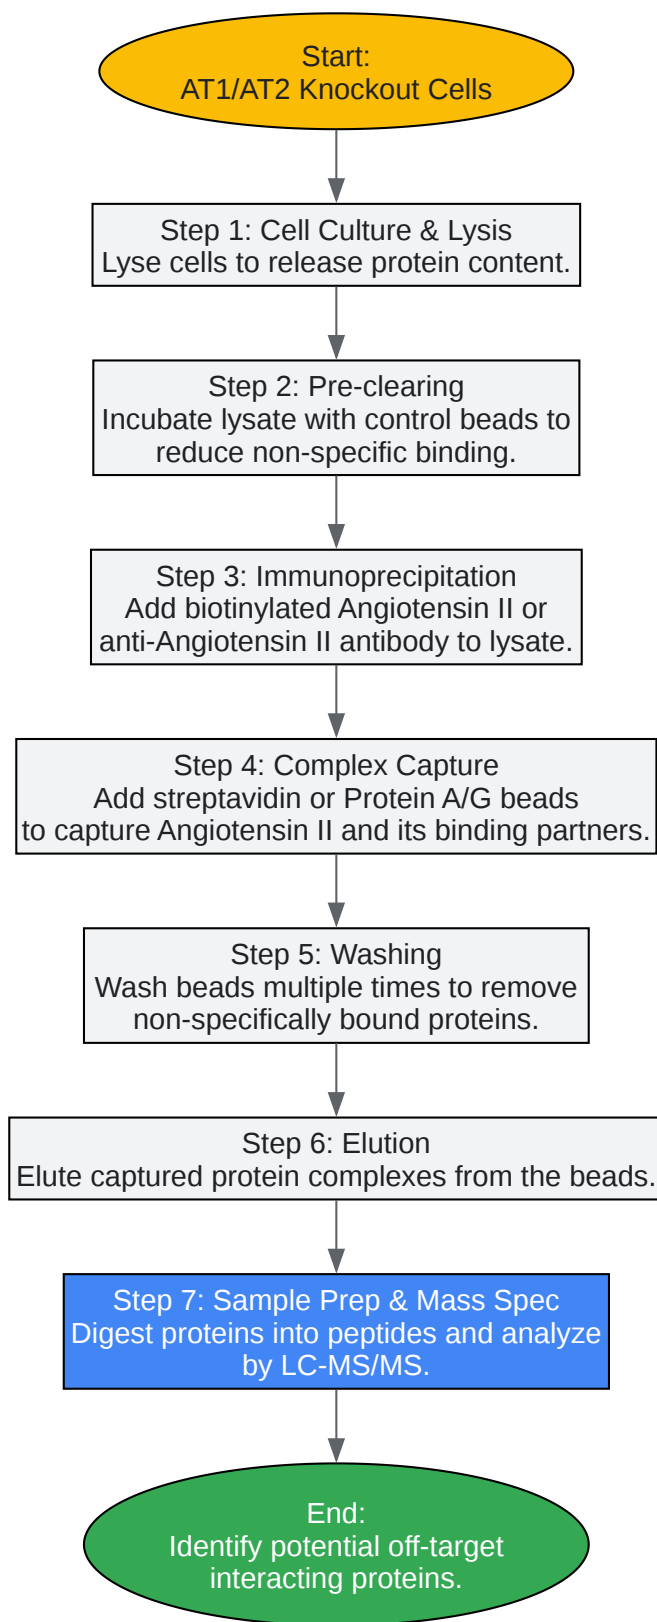 Start:
AT1/AT2 Knockout Cells
Step 1: Cell Culture & Lysis
Lyse cells to release protein content.
Step 2: Pre-clearing
Incubate lysate with control beads to
reduce non-specific binding.
Step 3: Immunoprecipitation
Add biotinylated Angiotensin II or
anti-Angiotensin II antibody to lysate.
Step 4: Complex Capture
Add streptavidin or Protein A/G beads
to capture Angiotensin II and its binding partners.
Step 5: Washing
Wash beads multiple times to remove
non-specifically bound proteins.
Step 6: Elution
Elute captured protein complexes from the beads.
Step 7: Sample Prep & Mass Spec
Digest proteins into peptides and analyze
by LC-MS/MS.
End:
Identify potential off-target
interacting proteins.